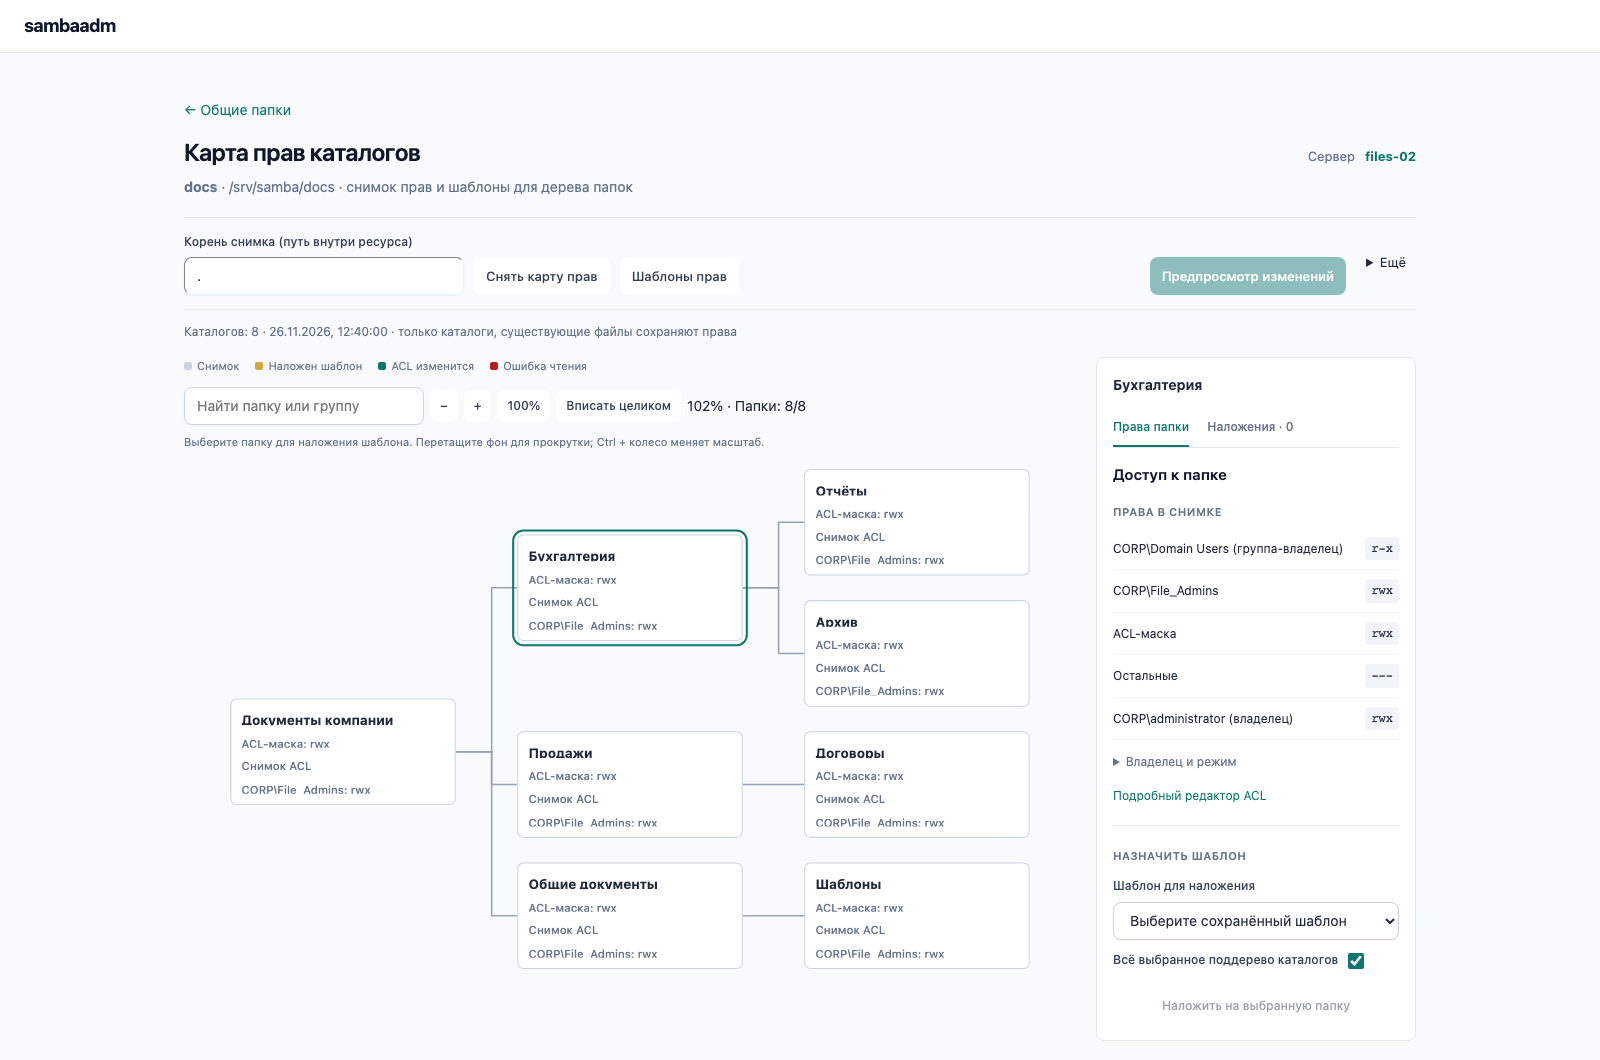 sambaadm
← Общие папки
Карта прав каталогов
Сервер files-02
docs · /srv/samba/docs · снимок прав и шаблоны для дерева папок
Корень снимка (путь внутри ресурса)
.
Снять карту прав
Шаблоны прав
Предпросмотр изменений
▶ Ещё
Каталогов: 8 · 26.11.2026, 12:40:00 · только каталоги, существующие файлы сохраняют права
Снимок
Наложен шаблон
ACL изменится
Ошибка чтения
Найти папку или группу
−
+
100%
Вписать целиком
102% · Папки: 8/8
Выберите папку для наложения шаблона. Перетащите фон для прокрутки; Ctrl + колесо меняет масштаб.
Документы компании
ACL-маска: rwx
Снимок ACL
CORP\File_Admins: rwx
Бухгалтерия
ACL-маска: rwx
Снимок ACL
CORP\File_Admins: rwx
Отчёты
ACL-маска: rwx
Снимок ACL
CORP\File_Admins: rwx
Архив
ACL-маска: rwx
Снимок ACL
CORP\File_Admins: rwx
Продажи
ACL-маска: rwx
Снимок ACL
CORP\File_Admins: rwx
Договоры
ACL-маска: rwx
Снимок ACL
CORP\File_Admins: rwx
Общие документы
ACL-маска: rwx
Снимок ACL
CORP\File_Admins: rwx
Шаблоны
ACL-маска: rwx
Снимок ACL
CORP\File_Admins: rwx
Бухгалтерия
Права папки
Наложения · 0
Доступ к папке
ПРАВА В СНИМКЕ
CORP\Domain Users (группа-владелец) r-x
CORP\File_Admins rwx
ACL-маска rwx
Остальные ---
CORP\administrator (владелец) rwx
▶ Владелец и режим
Подробный редактор ACL
НАЗНАЧИТЬ ШАБЛОН
Шаблон для наложения
Выберите сохранённый шаблон
Всё выбранное поддерево каталогов
Наложить на выбранную папку